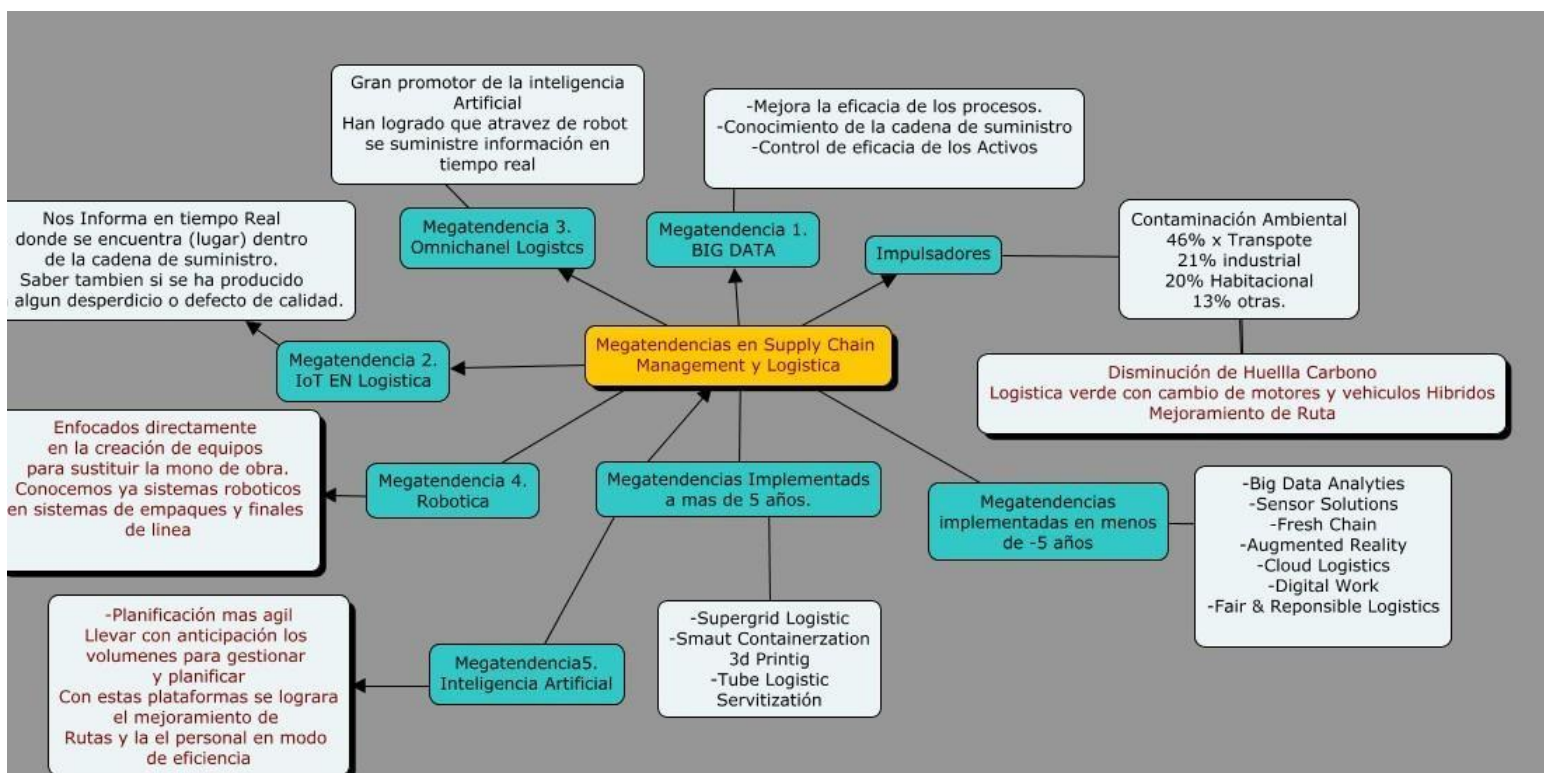 Gran promotor de la inteligencia
Artificial
Han logrado que atravez de robot
se suministre información en
tiempo real
-Mejora la eficacia de los procesos.
-Conocimiento de la cadena de suministro
-Control de eficacia de los Activos
Nos Informa en tiempo Real
donde se encuentra (lugar) dentro
de la cadena de suministro.
Saber tambien si se ha producido
algun desperdicio o defecto de calidad.
Megatendencia 3.
Omnichanel Logistcs
Megatendencia 1.
BIG DATA
Impulsadores
Contaminación Ambiental
46% x Transpote
21% industrial
20% Habitacional
13% otras.
Megatendencia 2.
IoT EN Logistica
Megatendencias en Supply Chain
Management y Logistica
Disminución de Huellla Carbono
Logistica verde con cambio de motores y vehiculos Hibridos
Mejoramiento de Ruta
Enfocados directamente
en la creación de equipos
para sustituir la mono de obra.
Conocemos ya sistemas roboticos
en sistemas de empaques y finales
de linea
Megatendencia 4.
Robotica
Megatendencias Implementads
a mas de 5 años.
Megatendencias
implementadas en menos
de -5 años
-Big Data Analyties
-Sensor Solutions
-Fresh Chain
-Augmented Reality
-Cloud Logistics
-Digital Work
-Fair & Reponsible Logistics
-Planificación mas agil
Llevar con anticipación los
volumenes para gestionar
y planificar
Con estas plataformas se lograra
el mejoramiento de
Rutas y la el personal en modo
de eficiencia
Megatendencia5.
Inteligencia Artificial
-Supergrid Logistic
-Smaut Containerzation
3d Printig
-Tube Logistic
Servitizatión